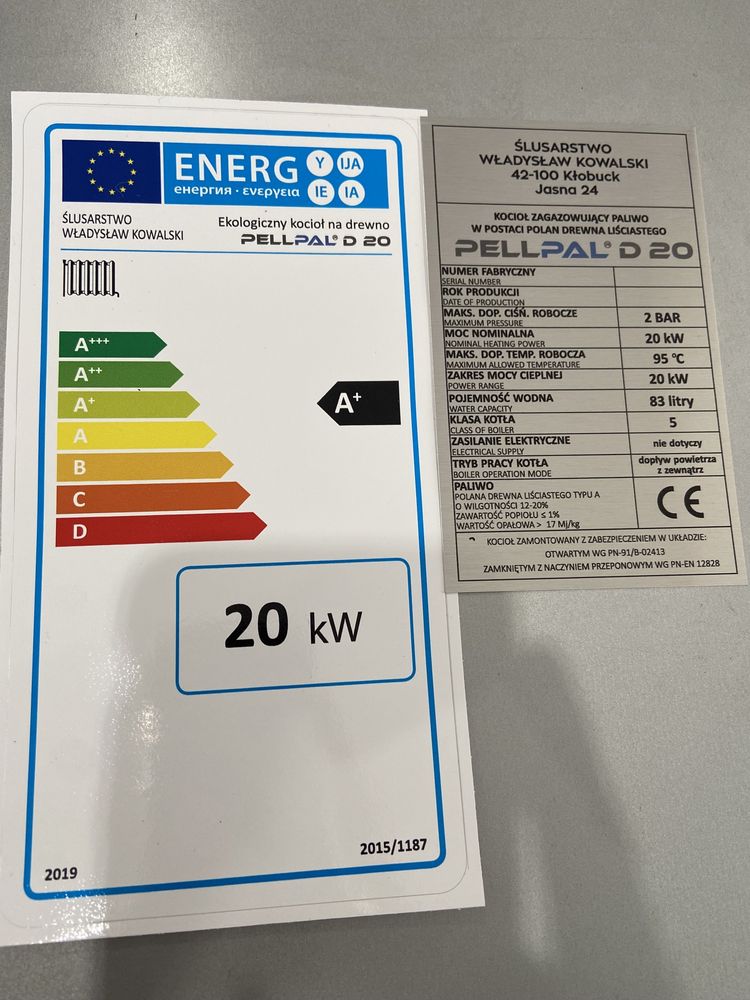 ENERG Y IJA
енергия · ενεργεια IE IA
ŚLUSARSTWO
WŁADYSŁAW KOWALSKI
Ekologiczny kocioł na drewno
PELLPAL® D 20
A+++
A++
A+
A
B
C
D
A+
20 kW
2019
2015/1187
ŚLUSARSTWO
WŁADYSŁAW KOWALSKI
42-100 Kłobuck
Jasna 24
KOCIOŁ ZAGAZOWUJĄCY PALIWO
W POSTACI POLAN DREWNA LIŚCIASTEGO
PELLPAL® D 20
NUMER FABRYCZNY
SERIAL NUMBER
ROK PRODUKCJI
DATE OF PRODUCTION
MAKS. DOP. CIŚN. ROBOCZE
MAXIMUM PRESSURE
2 BAR
MOC NOMINALNA
NOMINAL HEATING POWER
20 kW
MAKS. DOP. TEMP. ROBOCZA
MAXIMUM ALLOWED TEMPERATURE
95 °C
ZAKRES MOCY CIEPLNEJ
POWER RANGE
20 kW
POJEMNOŚĆ WODNA
WATER CAPACITY
83 litry
KLASA KOTŁA
CLASS OF BOILER
5
ZASILANIE ELEKTRYCZNE
ELECTRICAL SUPPLY
nie dotyczy
TRYB PRACY KOTŁA
BOILER OPERATION MODE
dopływ powietrza
z zewnątrz
PALIWO
POLANA DREWNA LIŚCIASTEGO TYPU A
O WILGOTNOŚCI 12-20%
ZAWARTOŚĆ POPIOŁU ≤ 1%
WARTOŚĆ OPAŁOWA > 17 Mj/kg
CE
KOCIOŁ ZAMONTOWANY Z ZABEZPIECZENIEM W UKŁADZIE:
OTWARTYM WG PN-91/B-02413
ZAMKNIĘTYM Z NACZYNIEM PRZEPONOWYM WG PN-EN 12828